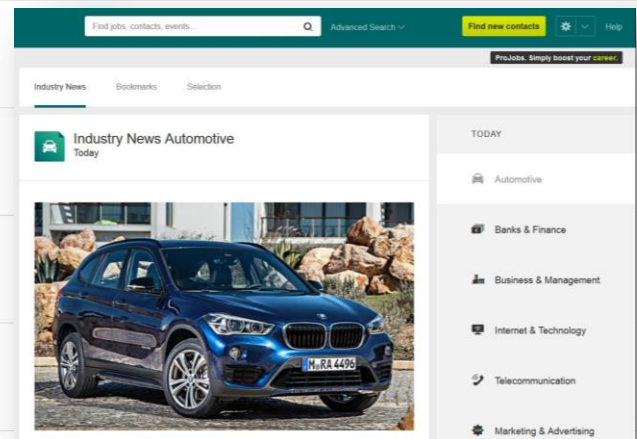 Find jobs, contacts, events...
Advanced Search
Find new contacts
Help
ProJobs. Simply boost your career.
Industry News
Bookmarks
Selection
Industry News Automotive
Today
M RA 4496
TODAY
Automotive
Banks & Finance
Business & Management
Internet & Technology
Telecommunication
Marketing & Advertising